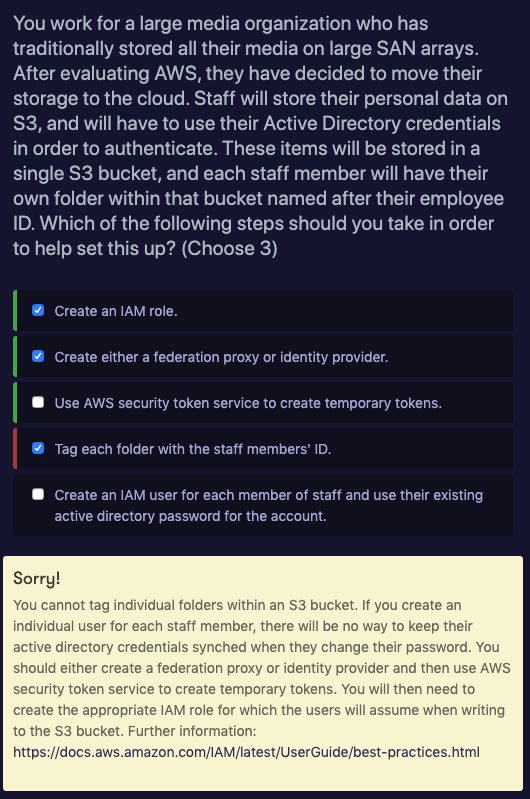 You work for a large media organization who has
traditionally stored all their media on large SAN arrays.
After evaluating AWS, they have decided to move their
storage to the cloud. Staff will store their personal data on
S3, and will have to use their Active Directory credentials
in order to authenticate. These items will be stored in a
single S3 bucket, and each staff member will have their
own folder within that bucket named after their employee
ID. Which of the following steps should you take in order
to help set this up? (Choose 3)
Create an IAM role.
Create either a federation proxy or identity provider.
Use AWS security token service to create temporary tokens.
Tag each folder with the staff members' ID.
Create an IAM user for each member of staff and use their existing
active directory password for the account.
Sorry!
You cannot tag individual folders within an S3 bucket. If you create an
individual user for each staff member, there will be no way to keep their
active directory credentials synched when they change their password. You
should either create a federation proxy or identity provider and then use AWS
security token service to create temporary tokens. You will then need to
create the appropriate IAM role for which the users will assume when writing
to the S3 bucket. Further information:
https://docs.aws.amazon.com/IAM/latest/UserGuide/best-practices.html